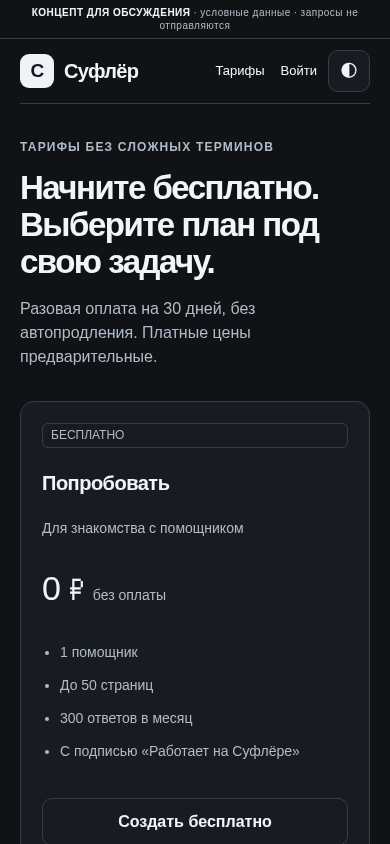 КОНЦЕПТ ДЛЯ ОБСУЖДЕНИЯ · условные данные · запросы не
отправляются
С Суфлёр Тарифы Войти
ТАРИФЫ БЕЗ СЛОЖНЫХ ТЕРМИНОВ
Начните бесплатно.
Выберите план под
свою задачу.
Разовая оплата на 30 дней, без
автопродления. Платные цены
предварительные.
БЕСПЛАТНО
Попробовать
Для знакомства с помощником
0 ₽ без оплаты
• 1 помощник
• До 50 страниц
• 300 ответов в месяц
• С подписью «Работает на Суфлёре»
Создать бесплатно